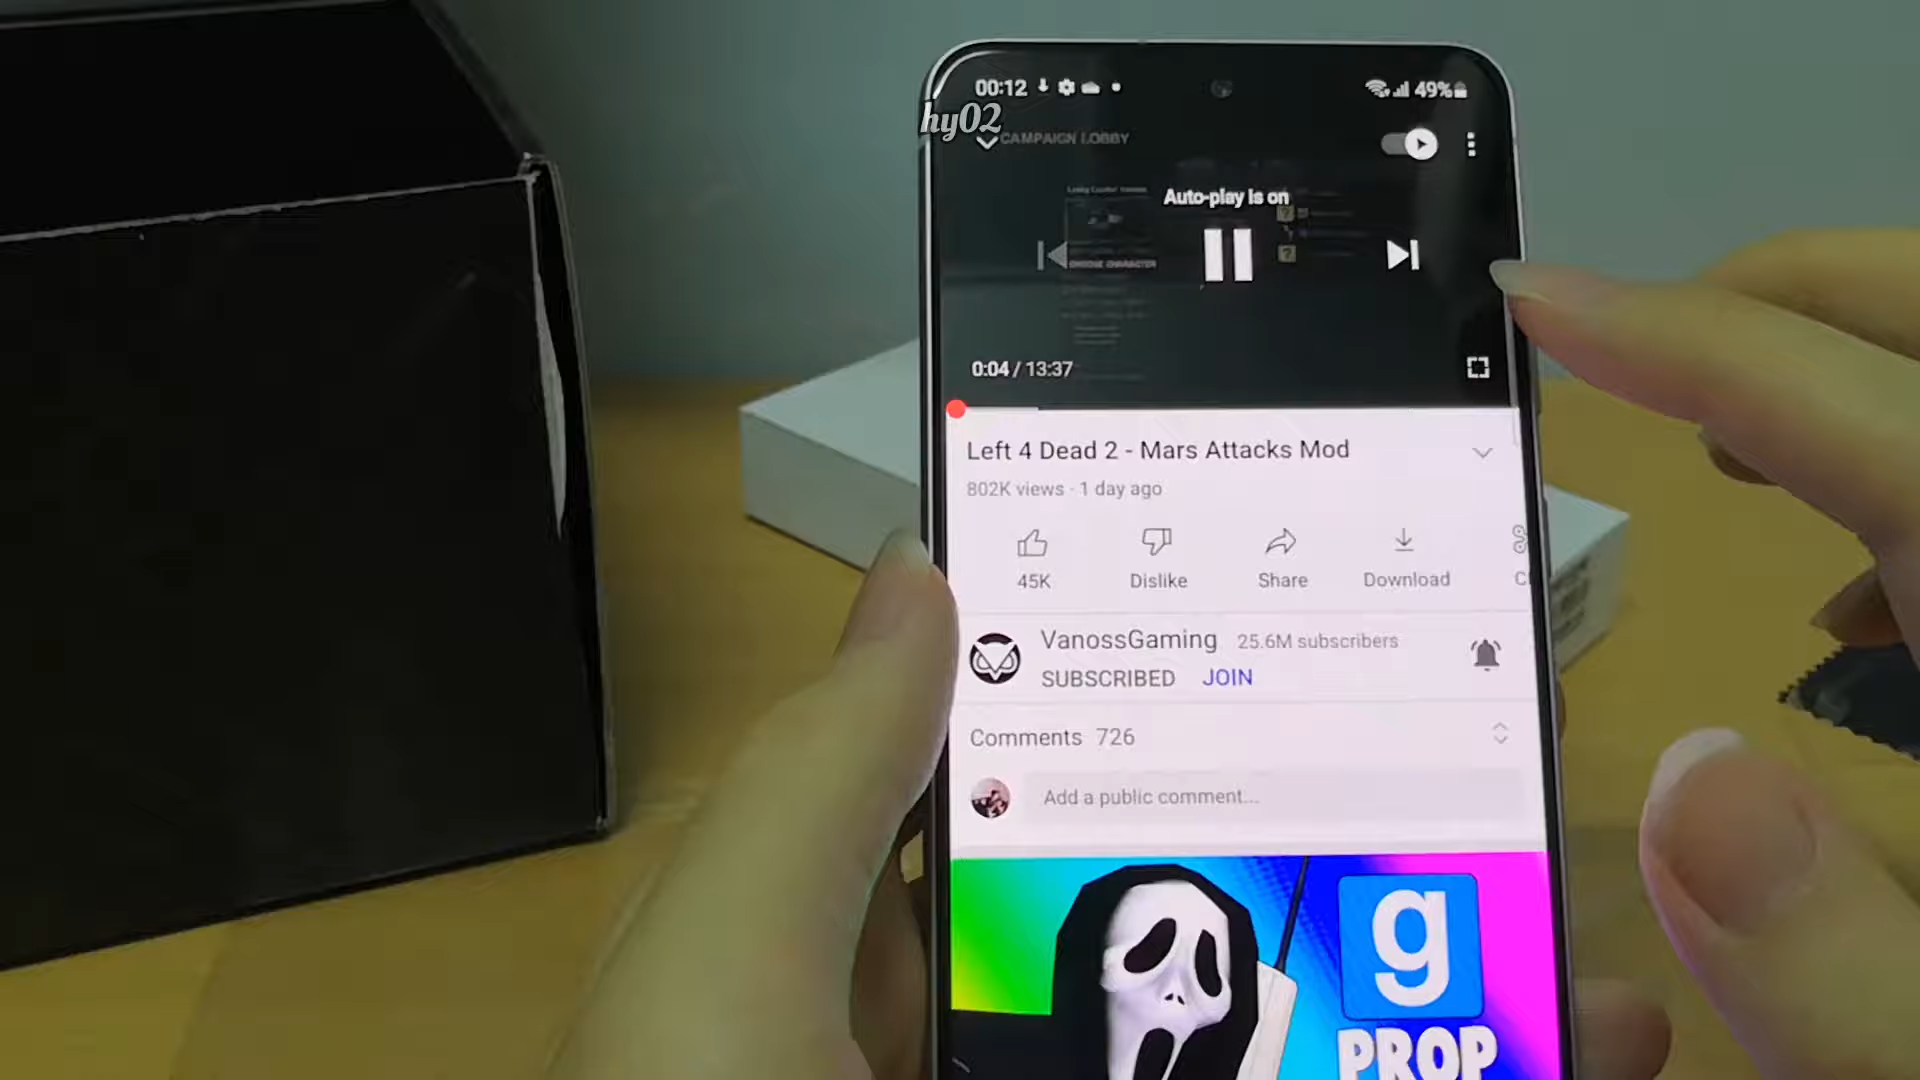 00:12
49%
hy02
CAMPAIGN LOBBY
Auto-play is on
CHOOSE CHARACTER
0:04 / 13:37
Left 4 Dead 2 - Mars Attacks Mod
802K views · 1 day ago
45K
Dislike
Share
Download
VanossGaming 25.6M subscribers
SUBSCRIBED JOIN
Comments 726
Add a public comment...
g
PROP